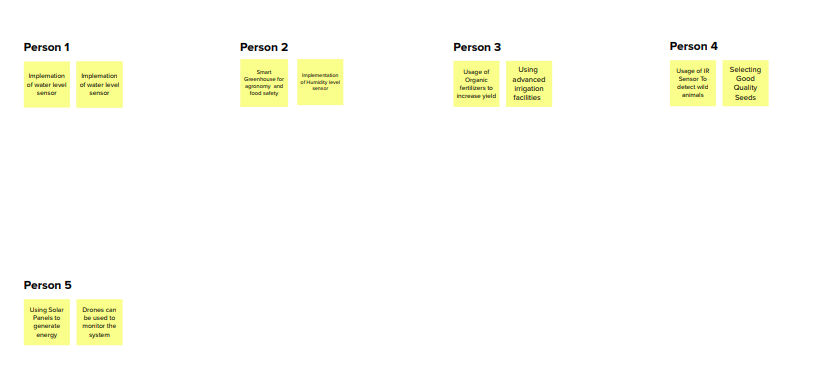 Person 1
Implemation
of water level
sensor
Implemation
of water level
sensor
Person 2
Smart
Greenhouse for
agronomy and
food safety
Implementation
of Humidity level
sensor
Person 3
Usage of
Organic
fertilizers to
increase yield
Using
advanced
irrigation
facilities
Person 4
Usage of IR
Sensor To
detect wild
animals
Selecting
Good
Quality
Seeds
Person 5
Using Solar
Panels to
generate
energy
Drones can
be used to
monitor the
system